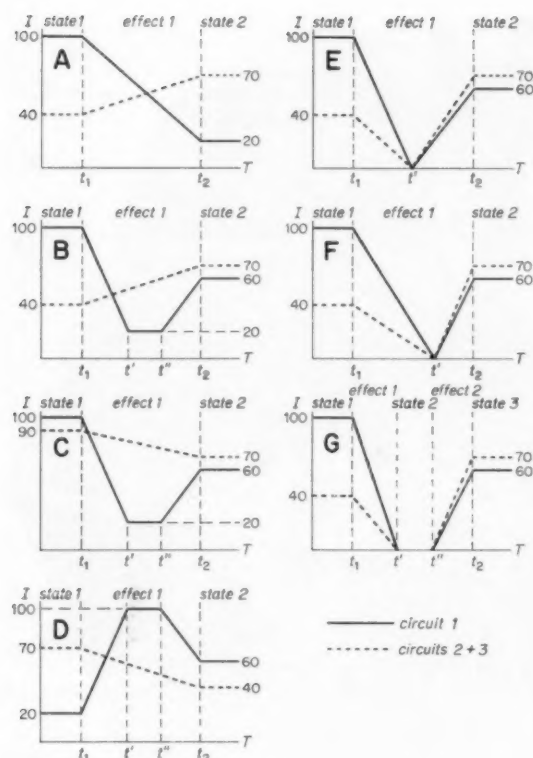 I state 1 effect 1 state 2
100
A
70
40
20
T
t1 t2
I state 1 effect 1 state 2
100
B
70
60
40
20
T
t1 t' t" t2
I state 1 effect 1 state 2
100
90
C
70
60
20
T
t1 t' t" t2
I state 1 effect 1 state 2
100
D
70
60
40
20
T
t1 t' t" t2
I state 1 effect 1 state 2
100
E
70
60
40
T
t1 t' t2
I state 1 effect 1 state 2
100
F
70
60
40
T
t1 t' t2
effect 1 effect 2
I state 1 state 2 state 3
100
G
70
60
40
T
t1 t' t" t2
circuit 1
circuits 2+3